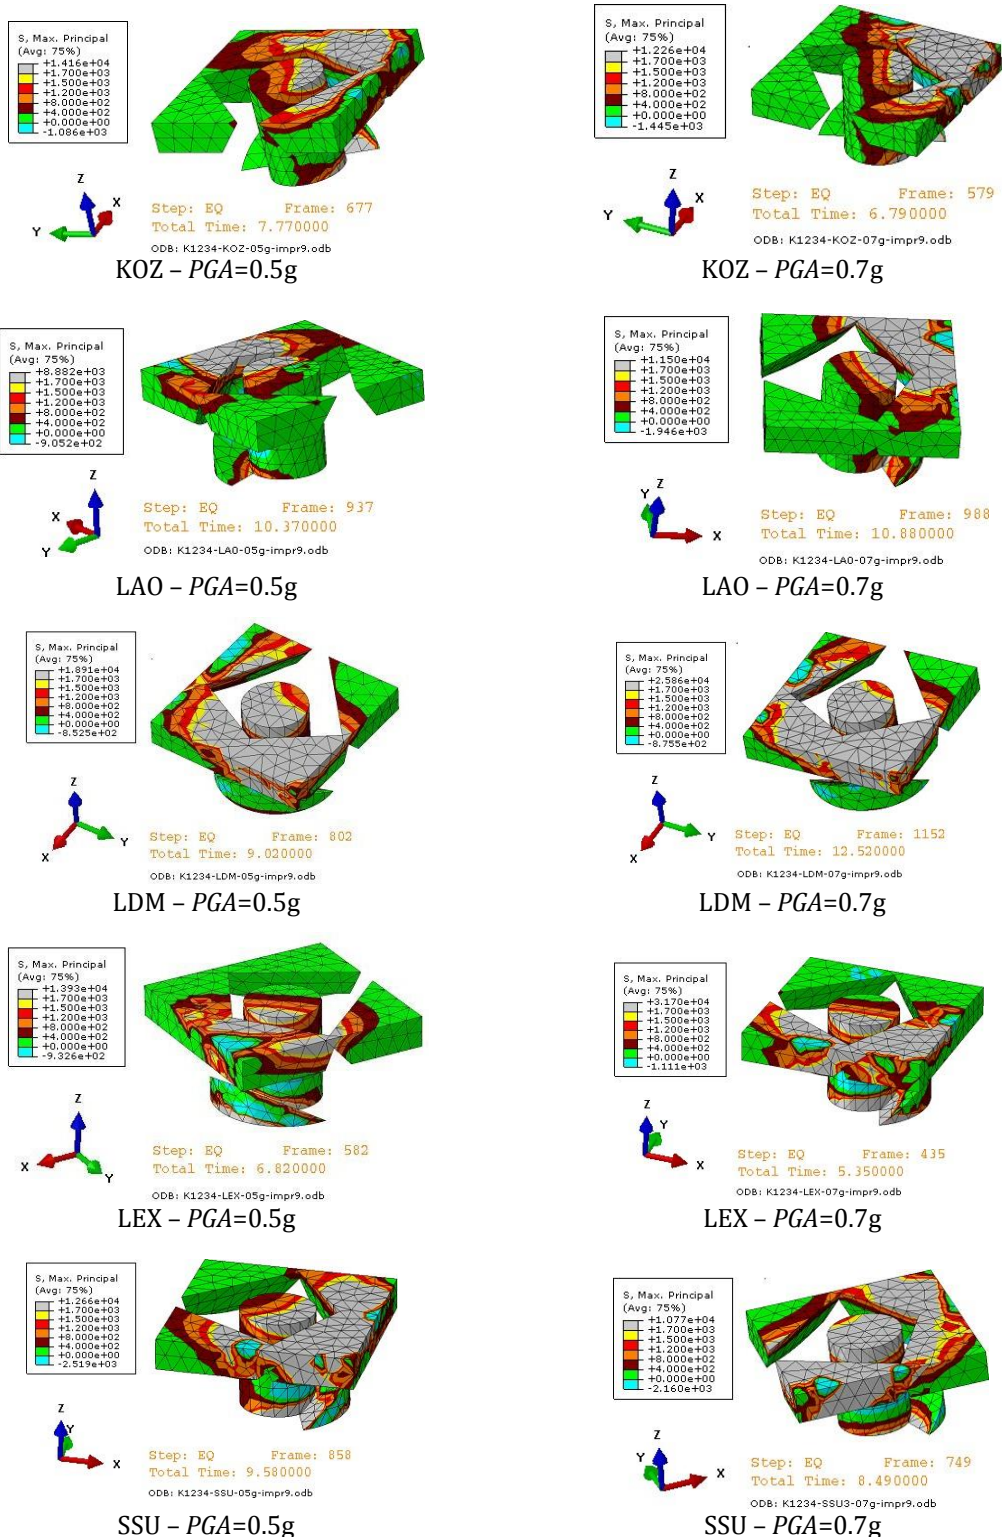 S, Max. Principal
(Avg: 75%)
+1.416e+04
+1.700e+03
+1.500e+03
+1.200e+03
+8.000e+02
+4.000e+02
+0.000e+00
-1.086e+03
Z
X
Y
Step: EQ Frame: 677
Total Time: 7.770000
ODB: K1234-KOZ-05g-impr9.odb
KOZ – PGA=0.5g
S, Max. Principal
(Avg: 75%)
+1.226e+04
+1.700e+03
+1.500e+03
+1.200e+03
+8.000e+02
+4.000e+02
+0.000e+00
-1.445e+03
Z
X
Y
Step: EQ Frame: 579
Total Time: 6.790000
ODB: K1234-KOZ-07g-impr9.odb
KOZ – PGA=0.7g
S, Max. Principal
(Avg: 75%)
+8.882e+03
+1.700e+03
+1.500e+03
+1.200e+03
+8.000e+02
+4.000e+02
+0.000e+00
-9.052e+02
Z
X
Y
Step: EQ Frame: 937
Total Time: 10.370000
ODB: K1234-LA0-05g-impr9.odb
LAO – PGA=0.5g
S, Max. Principal
(Avg: 75%)
+1.150e+04
+1.700e+03
+1.500e+03
+1.200e+03
+8.000e+02
+4.000e+02
+0.000e+00
-1.946e+03
Y Z
X
Step: EQ Frame: 988
Total Time: 10.880000
ODB: K1234-LA0-07g-impr9.odb
LAO – PGA=0.7g
S, Max. Principal
(Avg: 75%)
+1.891e+04
+1.700e+03
+1.500e+03
+1.200e+03
+8.000e+02
+4.000e+02
+0.000e+00
-8.525e+02
Z
Y
X
Step: EQ Frame: 802
Total Time: 9.020000
ODB: K1234-LDM-05g-impr9.odb
LDM – PGA=0.5g
S, Max. Principal
(Avg: 75%)
+2.586e+04
+1.700e+03
+1.500e+03
+1.200e+03
+8.000e+02
+4.000e+02
+0.000e+00
-8.755e+02
Z
Y
X
Step: EQ Frame: 1152
Total Time: 12.520000
ODB: K1234-LDM-07g-impr9.odb
LDM – PGA=0.7g
S, Max. Principal
(Avg: 75%)
+1.393e+04
+1.700e+03
+1.500e+03
+1.200e+03
+8.000e+02
+4.000e+02
+0.000e+00
-9.326e+02
Z
X
Y
Step: EQ Frame: 582
Total Time: 6.820000
ODB: K1234-LEX-05g-impr9.odb
LEX – PGA=0.5g
S, Max. Principal
(Avg: 75%)
+3.170e+04
+1.700e+03
+1.500e+03
+1.200e+03
+8.000e+02
+4.000e+02
+0.000e+00
-1.111e+03
Z
Y
X
Step: EQ Frame: 435
Total Time: 5.350000
ODB: K1234-LEX-07g-impr9.odb
LEX – PGA=0.7g
S, Max. Principal
(Avg: 75%)
+1.266e+04
+1.700e+03
+1.500e+03
+1.200e+03
+8.000e+02
+4.000e+02
+0.000e+00
-2.519e+03
Z
Y
X
Step: EQ Frame: 858
Total Time: 9.580000
ODB: K1234-SSU-05g-impr9.odb
SSU – PGA=0.5g
S, Max. Principal
(Avg: 75%)
+1.077e+04
+1.700e+03
+1.500e+03
+1.200e+03
+8.000e+02
+4.000e+02
+0.000e+00
-2.160e+03
Z
Y
X
Step: EQ Frame: 749
Total Time: 8.490000
ODB: K1234-SSU3-07g-impr9.odb
SSU – PGA=0.7g